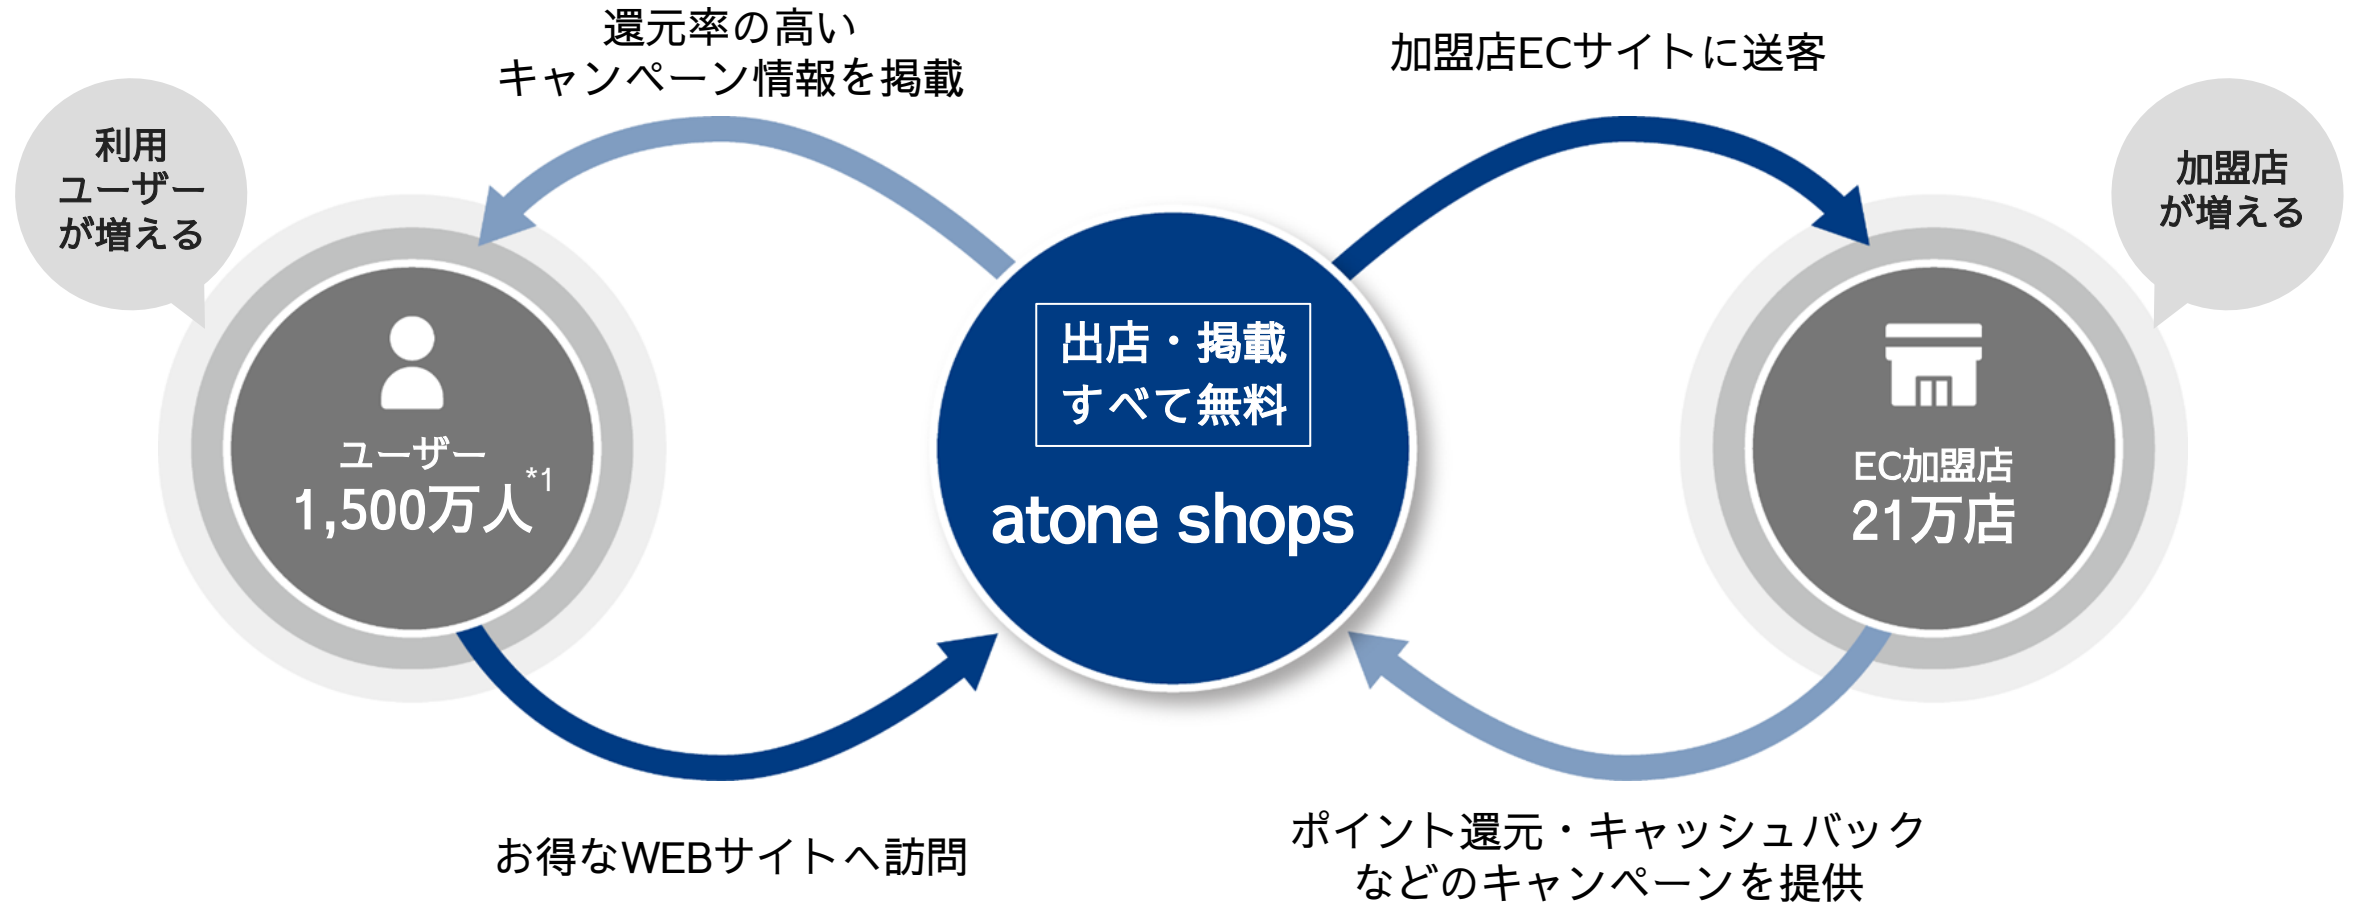 還元率の高い
キャンペーン情報を掲載
加盟店ECサイトに送客
利用
ユーザー
が増える
加盟店
が増える
ユーザー
1,500万人*1
出店・掲載
すべて無料
atone shops
EC加盟店
21万店
お得なWEBサイトへ訪問
ポイント還元・キャッシュバック
などのキャンペーンを提供